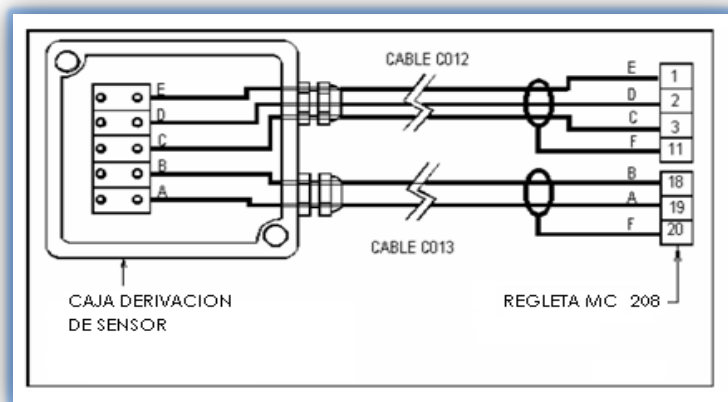 CABLE C012
E
D
C
B
A
E
D
C
F
B
A
F
1
2
3
11
18
19
20
CABLE C013
CAJA DERIVACION
DE SENSOR
REGLETA MC 208